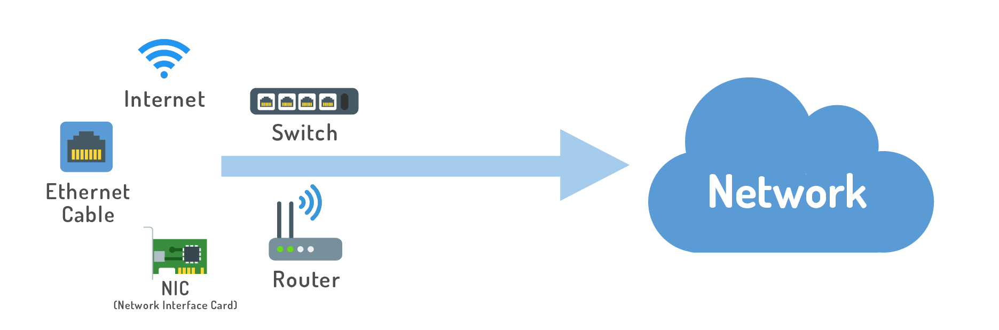 Internet
Switch
Ethernet
Cable
Network
Router
NIC
(Network Interface Card)